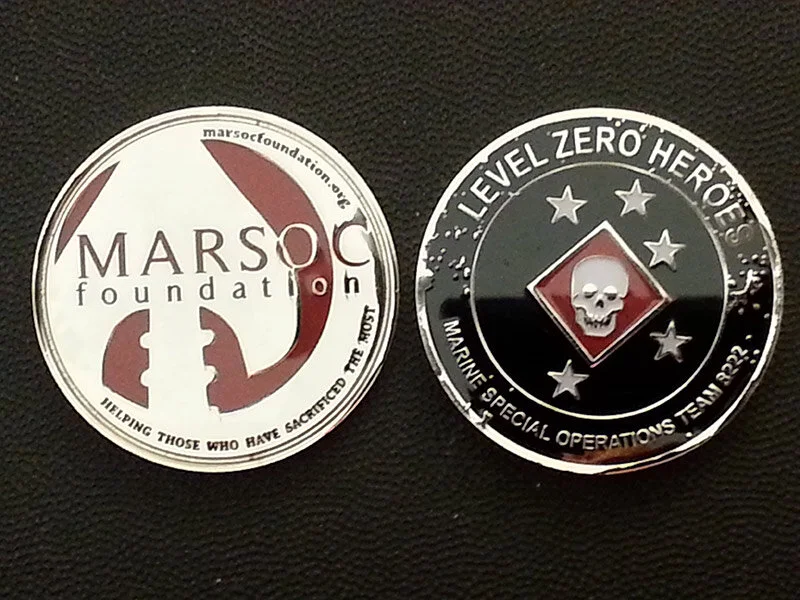 marsocfoundation.org
MARSOC
foundation
HELPING THOSE WHO HAVE SACRIFICED THE MOST
LEVEL ZERO HEROES
MARINE SPECIAL OPERATIONS TEAM 8222